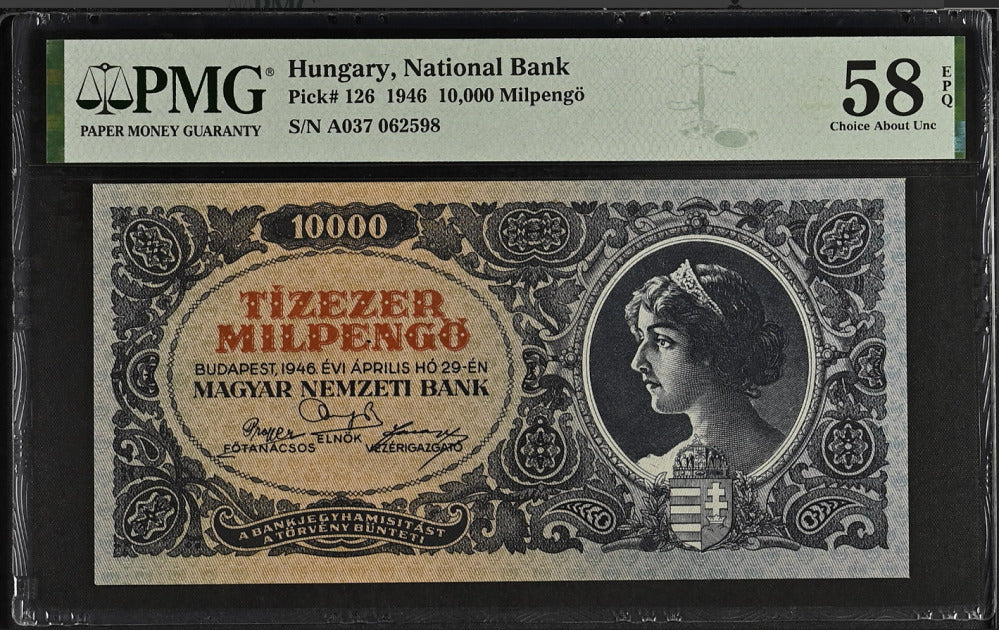 PMG®
PAPER MONEY GUARANTY
Hungary, National Bank
Pick# 126 1946 10,000 Milpengö
S/N A037 062598
58 EPQ
Choice About Unc
10000
TÍZEZER
MILPENGŐ
BUDAPEST, 1946. ÉVI ÁPRILIS HÓ 29-ÉN
MAGYAR NEMZETI BANK
FŐTANÁCSOS ELNÖK VEZÉRIGAZGATÓ
A BANKJEGYHAMISITÁST
A TÖRVÉNY BÜNTETI